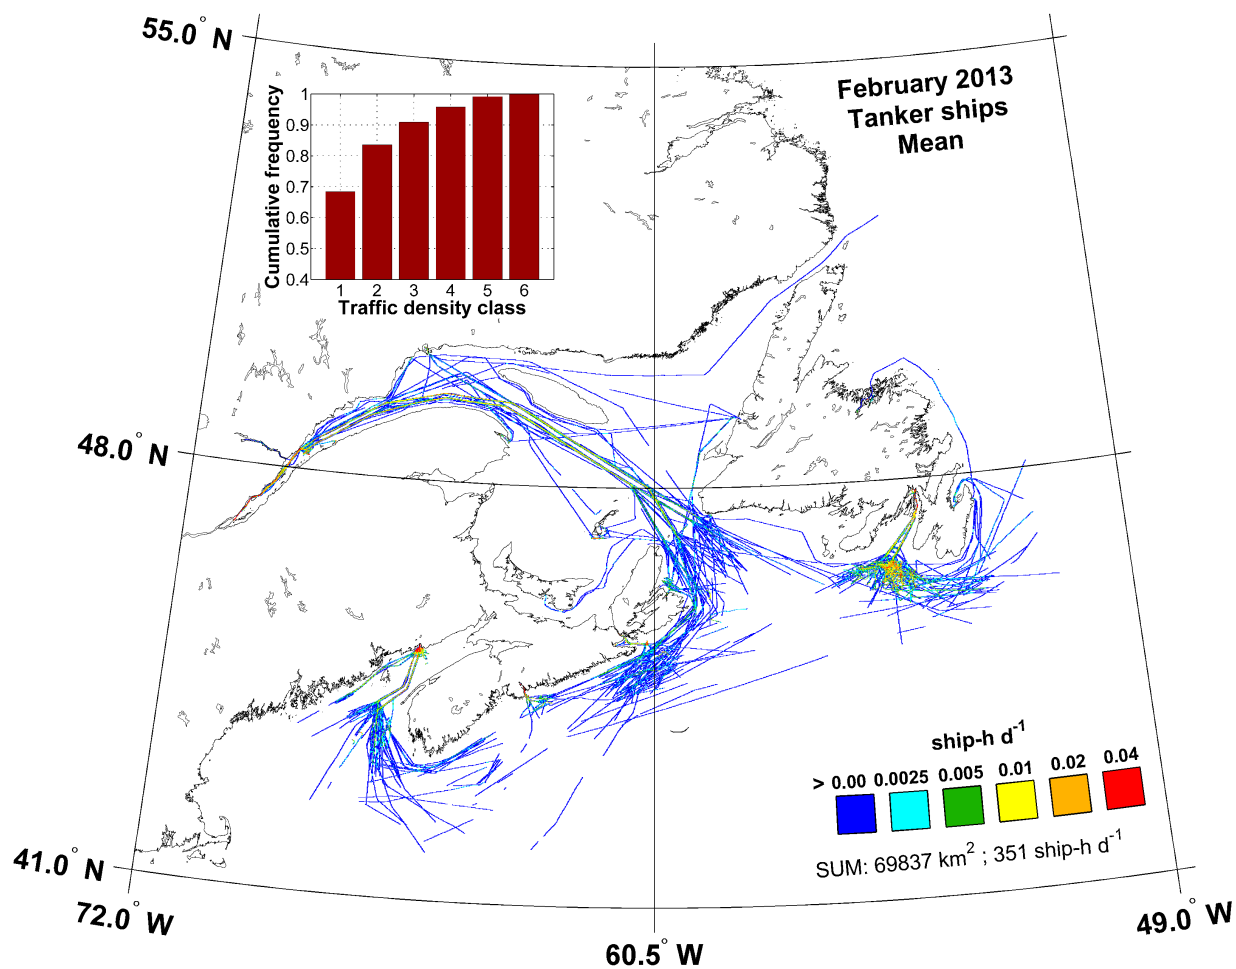 55.0° N
February 2013
Tanker ships
Mean
Cumulative frequency
1
0.9
0.8
0.7
0.6
0.5
0.4
1 2 3 4 5 6
Traffic density class
48.0° N
ship-h d-1
> 0.00 0.0025 0.005 0.01 0.02 0.04
SUM: 69837 km2 ; 351 ship-h d-1
41.0° N
72.0° W
60.5° W
49.0° W